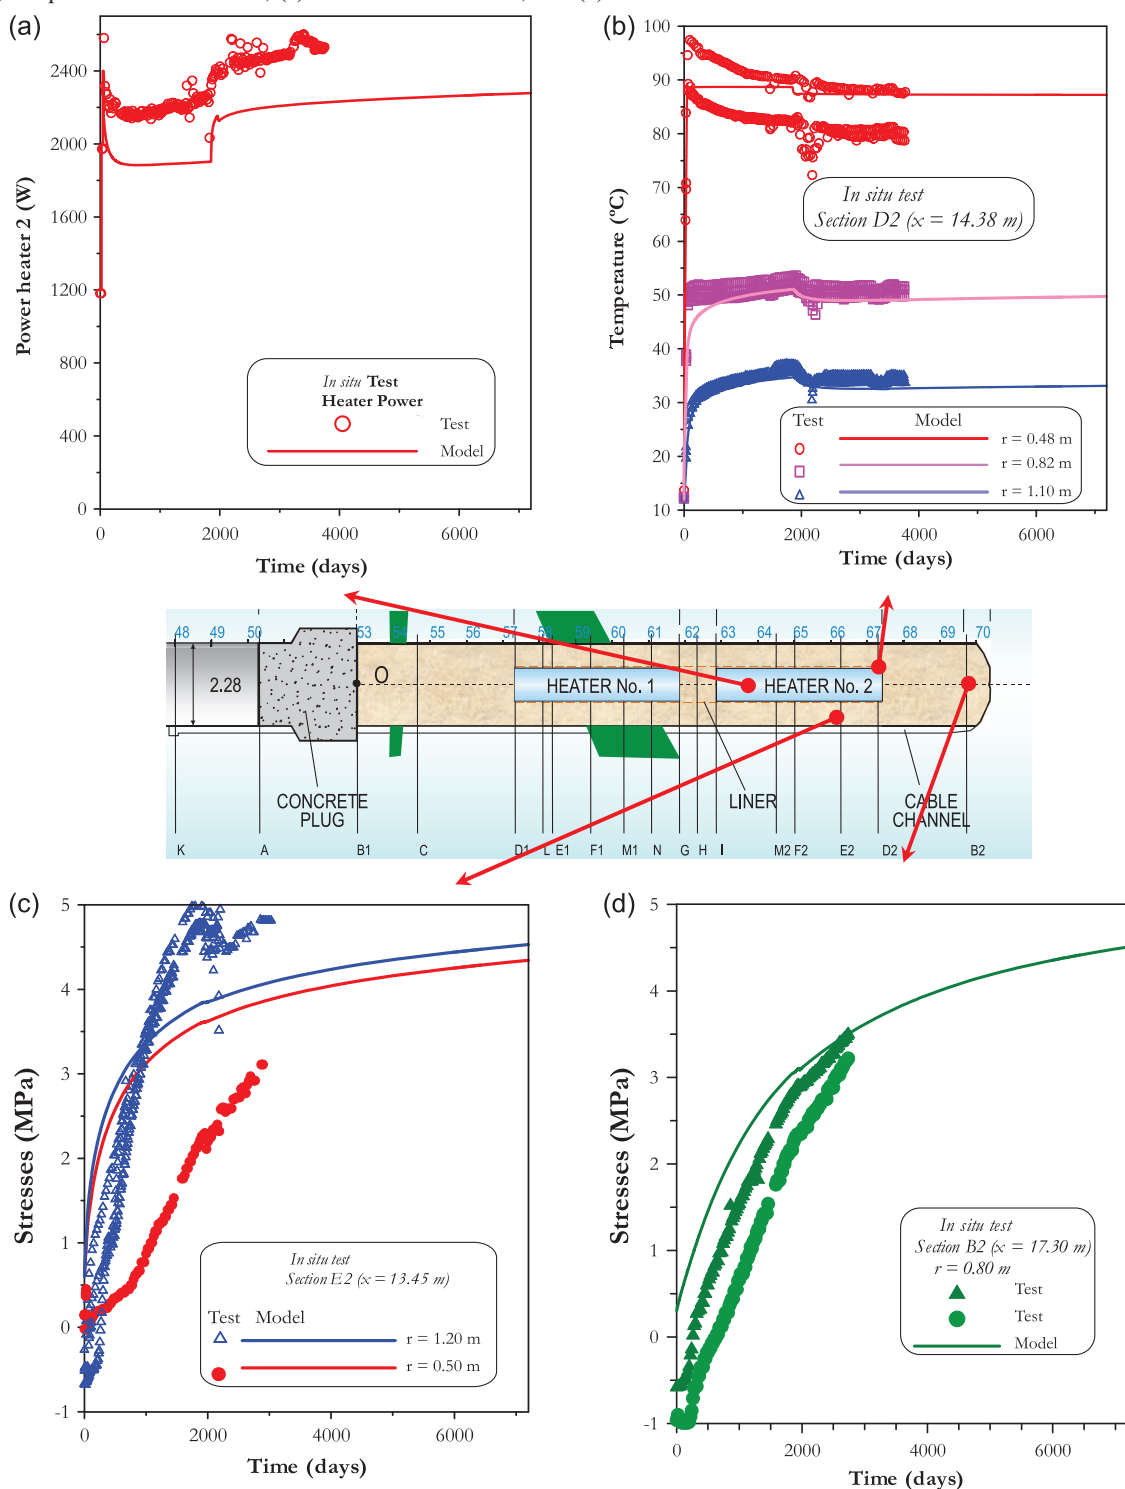 (a)
Power heater 2 (W)
2400
2000
1600
1200
800
400
0
In situ Test
Heater Power
Test
Model
0 2000 4000 6000
Time (days)
(b)
Temperature (ºC)
100
90
80
70
60
50
40
30
20
10
In situ test
Section D2 (x = 14.38 m)
Test Model
r = 0.48 m
r = 0.82 m
r = 1.10 m
0 2000 4000 6000
Time (days)
48 49 50 53 54 55 56 57 58 59 60 61 62 63 64 65 66 67 68 69 70
2.28
O
HEATER No. 1
HEATER No. 2
CONCRETE
PLUG
LINER
CABLE
CHANNEL
K A B1 C D1 L E1 F1 M1 N G H I M2 F2 E2 D2 B2
(c)
Stresses (MPa)
5
4
3
2
1
0
-1
In situ test
Section E2 (x = 13.45 m)
Test Model
r = 1.20 m
r = 0.50 m
0 2000 4000 6000
Time (days)
(d)
Stresses (MPa)
5
4
3
2
1
0
-1
In situ test
Section B2 (x = 17.30 m)
r = 0.80 m
Test
Test
Model
0 2000 4000 6000
Time (days)